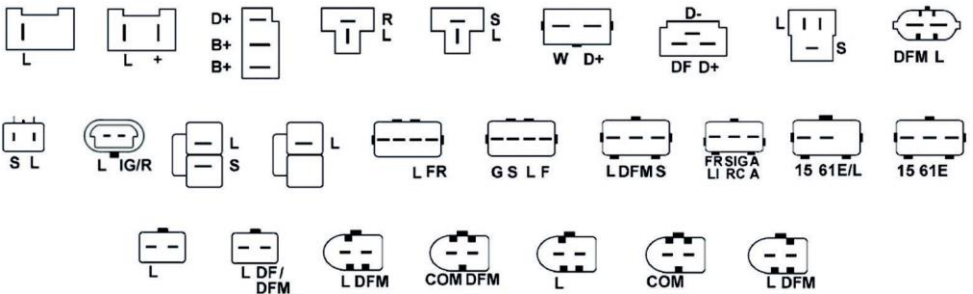 L
L +
D+
B+
B+
R
L
S
L
W D+
D-
DF D+
L
S
DFM L
S L
L IG/R
L
S
L
L FR
G S L F
L DFM S
FR SIG A
LI RC A
15 61E/L
15 61E
L
L DF/
DFM
L DFM
COM DFM
L
COM
L DFM